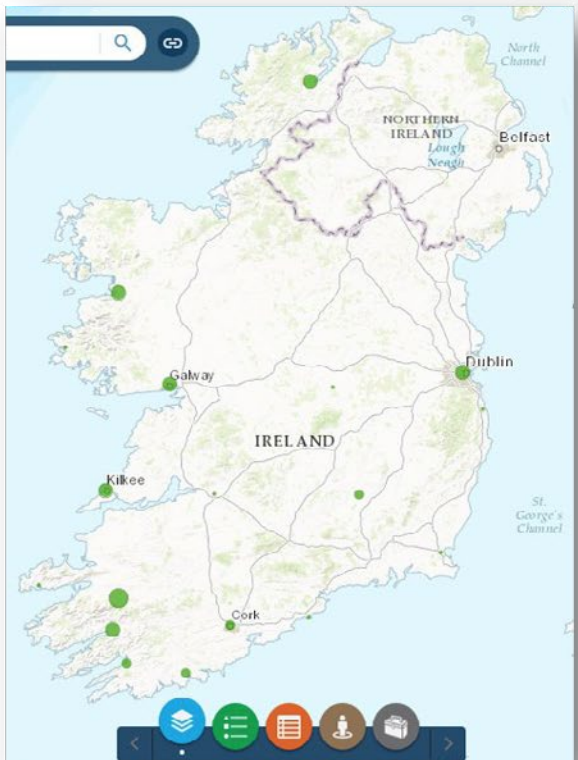 North
Channel
NORTHERN
IRELAND
Belfast
Lough
Neagh
Dublin
Galway
IRELAND
Kilkee
St.
George's
Channel
Cork